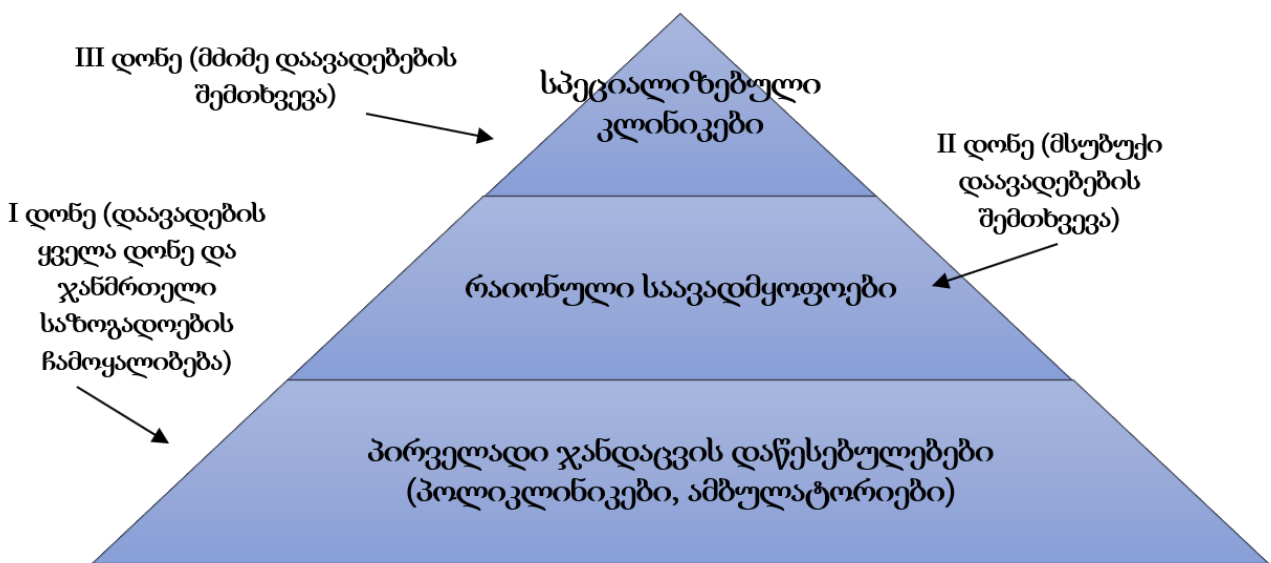 III დონე (მძიმე დაავადებების
შემთხვევა)
სპეციალიზებული
კლინიკები
II დონე (მსუბუქი
დაავადებების
შემთხვევა)
I დონე (დაავადების
ყველა დონე და
ჯანმრთელი
საზოგადოების
ჩამოყალიბება)
რაიონული საავადმყოფოები
პირველადი ჯანდაცვის დაწესებულებები
(პოლიკლინიკები, ამბულატორიები)